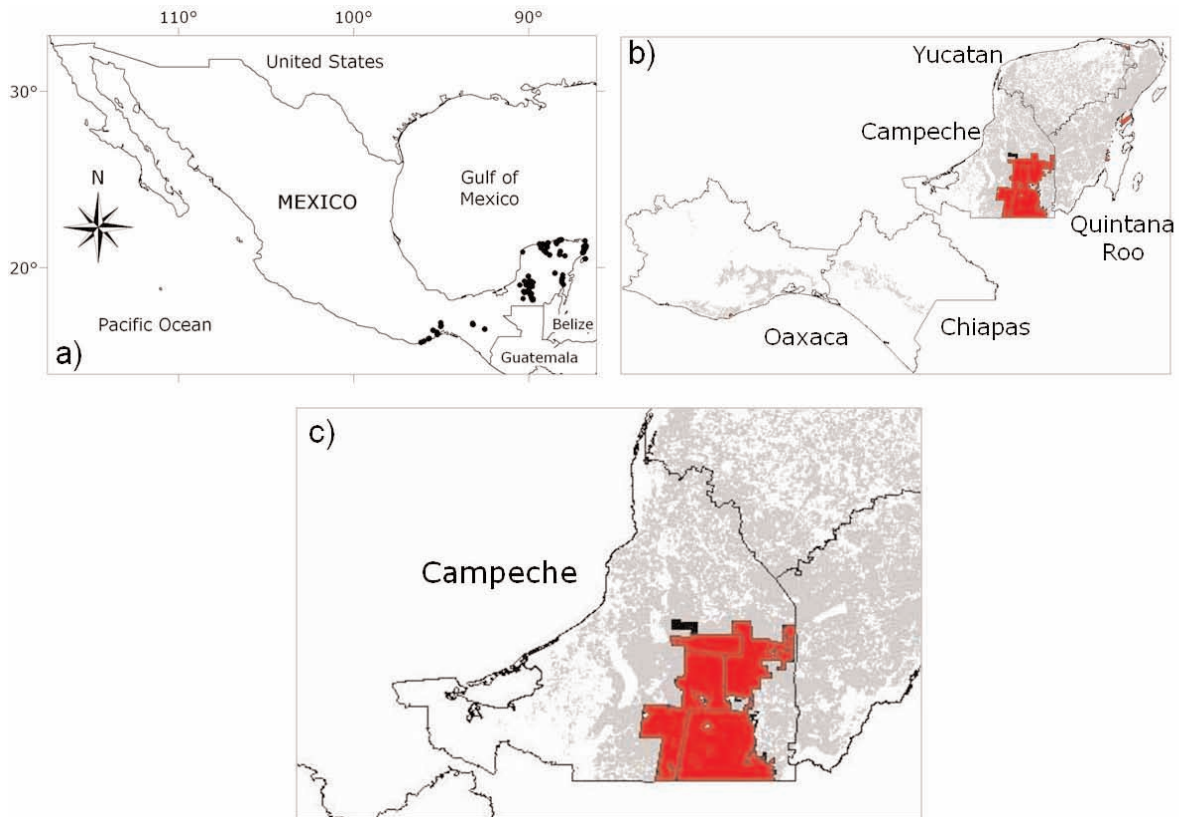 110°
100°
90°
30°
20°
United States
N
MEXICO
Gulf of
Mexico
Pacific Ocean
Belize
Guatemala
a)
b)
Yucatan
Campeche
Quintana
Roo
Oaxaca
Chiapas
c)
Campeche